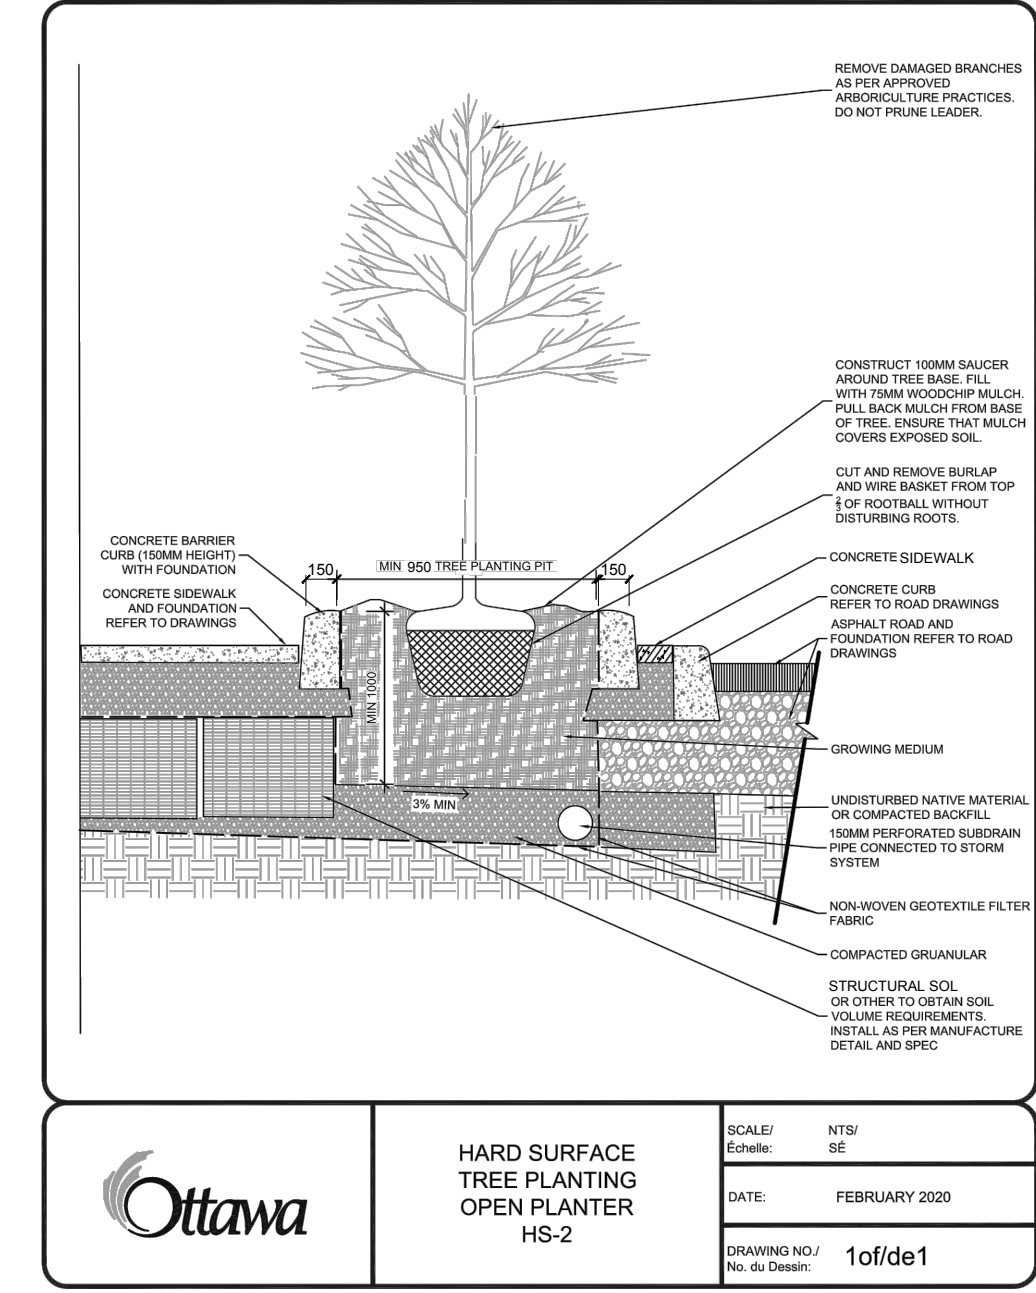 REMOVE DAMAGED BRANCHES
AS PER APPROVED
ARBORICULTURE PRACTICES.
DO NOT PRUNE LEADER.
CONSTRUCT 100MM SAUCER
AROUND TREE BASE. FILL
WITH 75MM WOODCHIP MULCH.
PULL BACK MULCH FROM BASE
OF TREE. ENSURE THAT MULCH
COVERS EXPOSED SOIL.
CUT AND REMOVE BURLAP
AND WIRE BASKET FROM TOP
2/3 OF ROOTBALL WITHOUT
DISTURBING ROOTS.
CONCRETE SIDEWALK
CONCRETE CURB
REFER TO ROAD DRAWINGS
ASPHALT ROAD AND
FOUNDATION REFER TO ROAD
DRAWINGS
CONCRETE BARRIER
CURB (150MM HEIGHT)
WITH FOUNDATION
CONCRETE SIDEWALK
AND FOUNDATION
REFER TO DRAWINGS
150
MIN 950 TREE PLANTING PIT
150
MIN 1000
3% MIN
GROWING MEDIUM
UNDISTURBED NATIVE MATERIAL
OR COMPACTED BACKFILL
150MM PERFORATED SUBDRAIN
PIPE CONNECTED TO STORM
SYSTEM
NON-WOVEN GEOTEXTILE FILTER
FABRIC
COMPACTED GRUANULAR
STRUCTURAL SOL
OR OTHER TO OBTAIN SOIL
VOLUME REQUIREMENTS.
INSTALL AS PER MANUFACTURE
DETAIL AND SPEC
Ottawa
HARD SURFACE
TREE PLANTING
OPEN PLANTER
HS-2
SCALE/ NTS/
Échelle: SÉ
DATE: FEBRUARY 2020
DRAWING NO./
No. du Dessin: 1of/de1